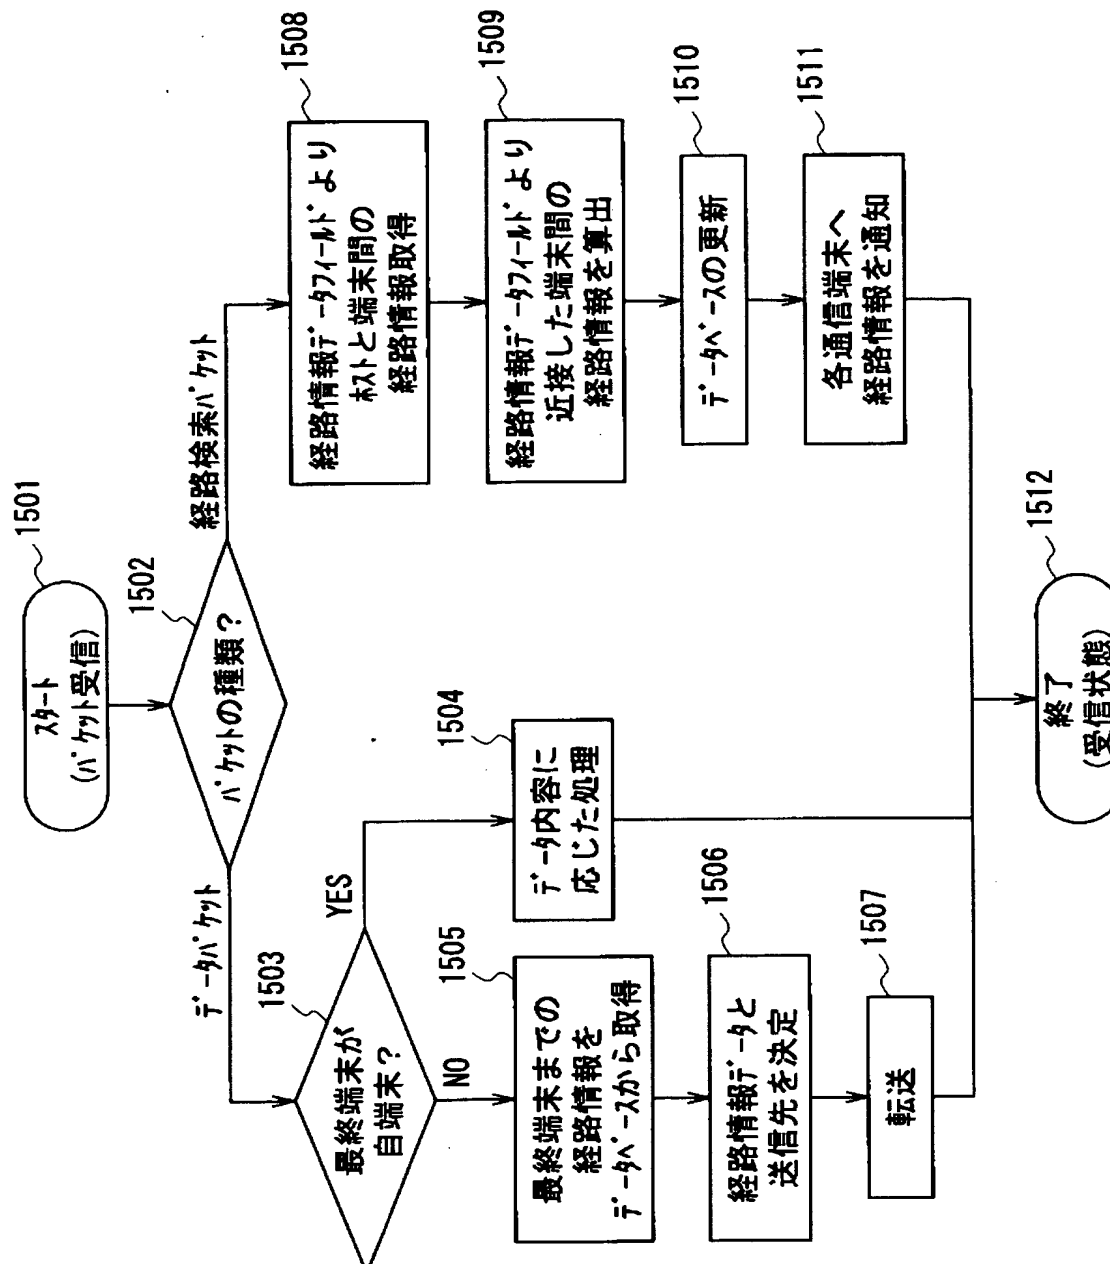 スタート
(パケット受信)
1501
パケットの種類?
1502
データパケット
経路検索パケット
最終端末が
自端末?
1503
YES
NO
データ内容に
応じた処理
1504
最終端末までの
経路情報を
データベースから取得
1505
経路情報データと
送信先を決定
1506
転送
1507
経路情報データフィールドより
ホストと端末間の
経路情報取得
1508
経路情報データフィールドより
近接した端末間の
経路情報を算出
1509
データベースの更新
1510
各通信端末へ
経路情報を通知
1511
終了
(受信状態)
1512